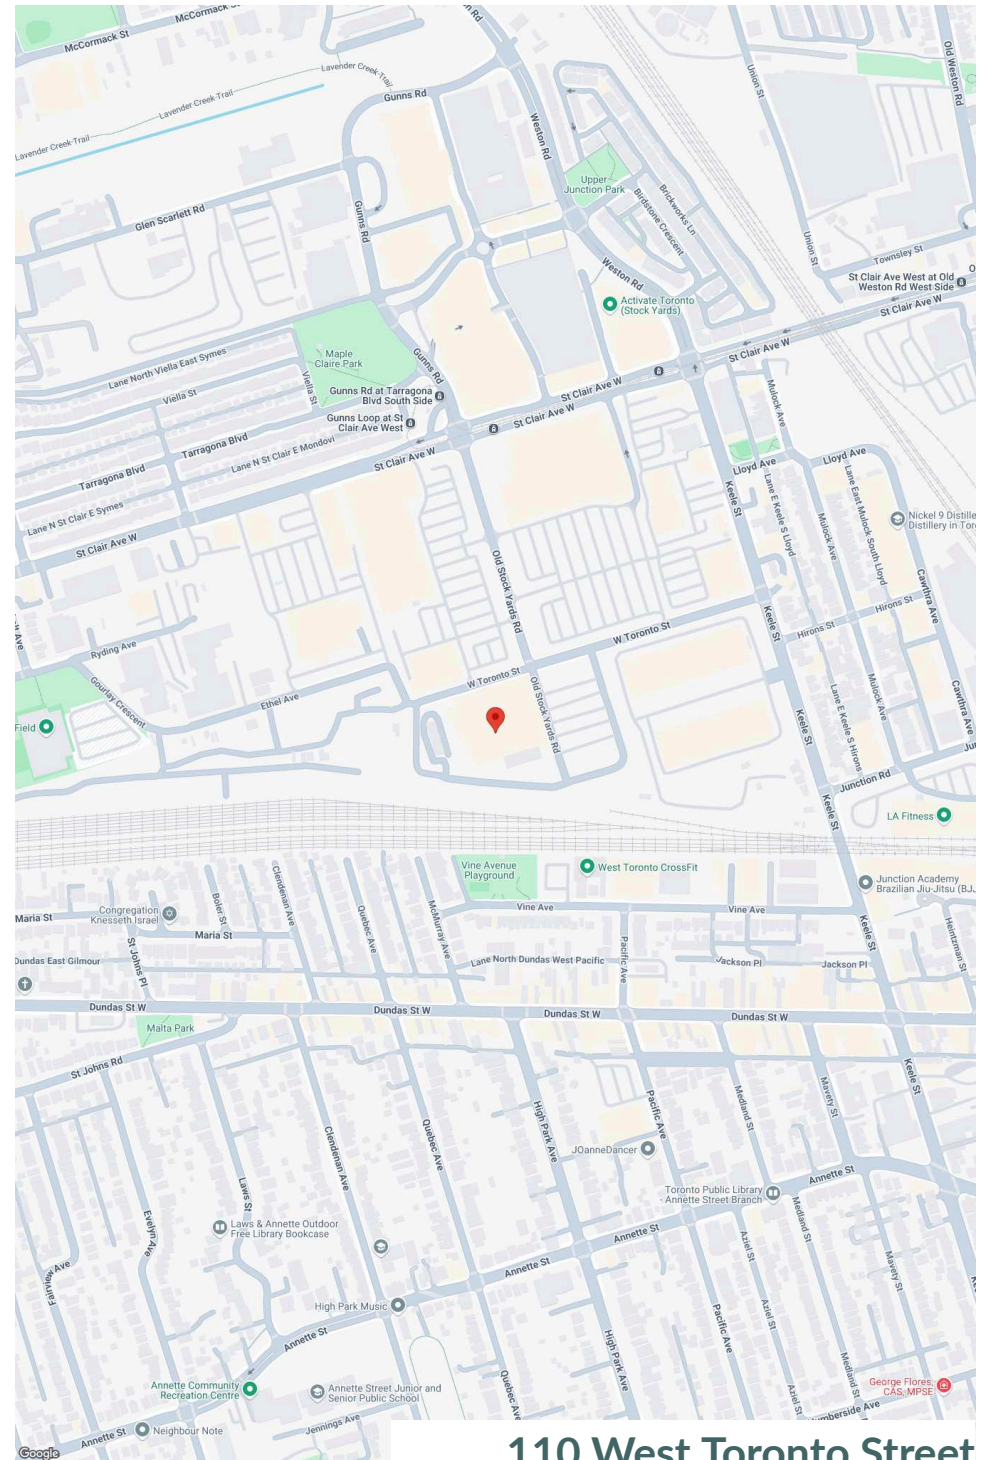 McCormack St
McCormack St
n Rd
Lavender Creek Trail
Lavender Creek Trail
Lavender Creek Trail
Gunns Rd
Weston Rd
Union St
Old Weston Rd
Upper
Junction Park
Brickworks Ln
Birdstone Crescent
Glen Scarlett Rd
Gunns Rd
Union St
Townsley St
Weston Rd
St Clair Ave West at Old
Weston Rd West Side
St Clair Ave W
Activate Toronto
(Stock Yards)
St Clair Ave W
Lane North Viella East Symes
Maple
Claire Park
Gunns Rd
Viella St
Viella St
Gunns Rd at Tarragona
Blvd South Side
Gunns Loop at St
Clair Ave West
St Clair Ave W
St Clair Ave W
Mulock Ave
Tarragona Blvd
Tarragona Blvd
Lane N St Clair E Mondovi
St Clair Ave W
Lane N St Clair E Symes
St Clair Ave W
Lloyd Ave
Lloyd Ave
Keele St
Lane E Keele S Lloyd
Mulock Ave
Lane East Mulock South Lloyd
Nickel 9 Distille
Distillery in Tor
Old Stock Yards Rd
Cawthra Ave
Hirons St
Hirons St
Keele St
W Toronto St
W Toronto St
Ryding Ave
Gourlay Crescent
Ethel Ave
Field
Old Stock Yards Rd
Keele St
Lane E Keele S Hirons
Mulock Ave
Cawthra Ave
Junction Rd
Keele St
LA Fitness
Vine Avenue
Playground
West Toronto CrossFit
Junction Academy
Brazilian Jiu-Jitsu (BJJ
Clendenan Ave
Boler St
Quebec Ave
McMurray Ave
Vine Ave
Vine Ave
Keele St
Heintzman St
Maria St
Congregation
Knesseth Israel
Maria St
St Johns Pl
Dundas East Gilmour
Lane North Dundas West Pacific
Pacific Ave
Jackson Pl
Jackson Pl
Dundas St W
Dundas St W
Dundas St W
Dundas St W
Malta Park
St Johns Rd
Keele St
Quebec Ave
High Park Ave
Pacific Ave
Medland St
Mavety St
Clendenan Ave
JOanneDancer
Toronto Public Library
Annette Street Branch
Annette St
Laws St
Evelyn Ave
Fairview Ave
Laws & Annette Outdoor
Free Library Bookcase
Annette St
Annette St
Aziel St
Medland St
Mavety St
High Park Music
Annette St
Pacific Ave
Aziel St
High Park Ave
Quebec Ave
Medland St
Aziel St
Annette Community
Recreation Centre
Annette Street Junior and
Senior Public School
George Flores,
CAS, MPSE
Humberside Ave
Jennings Ave
Annette St
Neighbour Note
Google
110 West Toronto Street